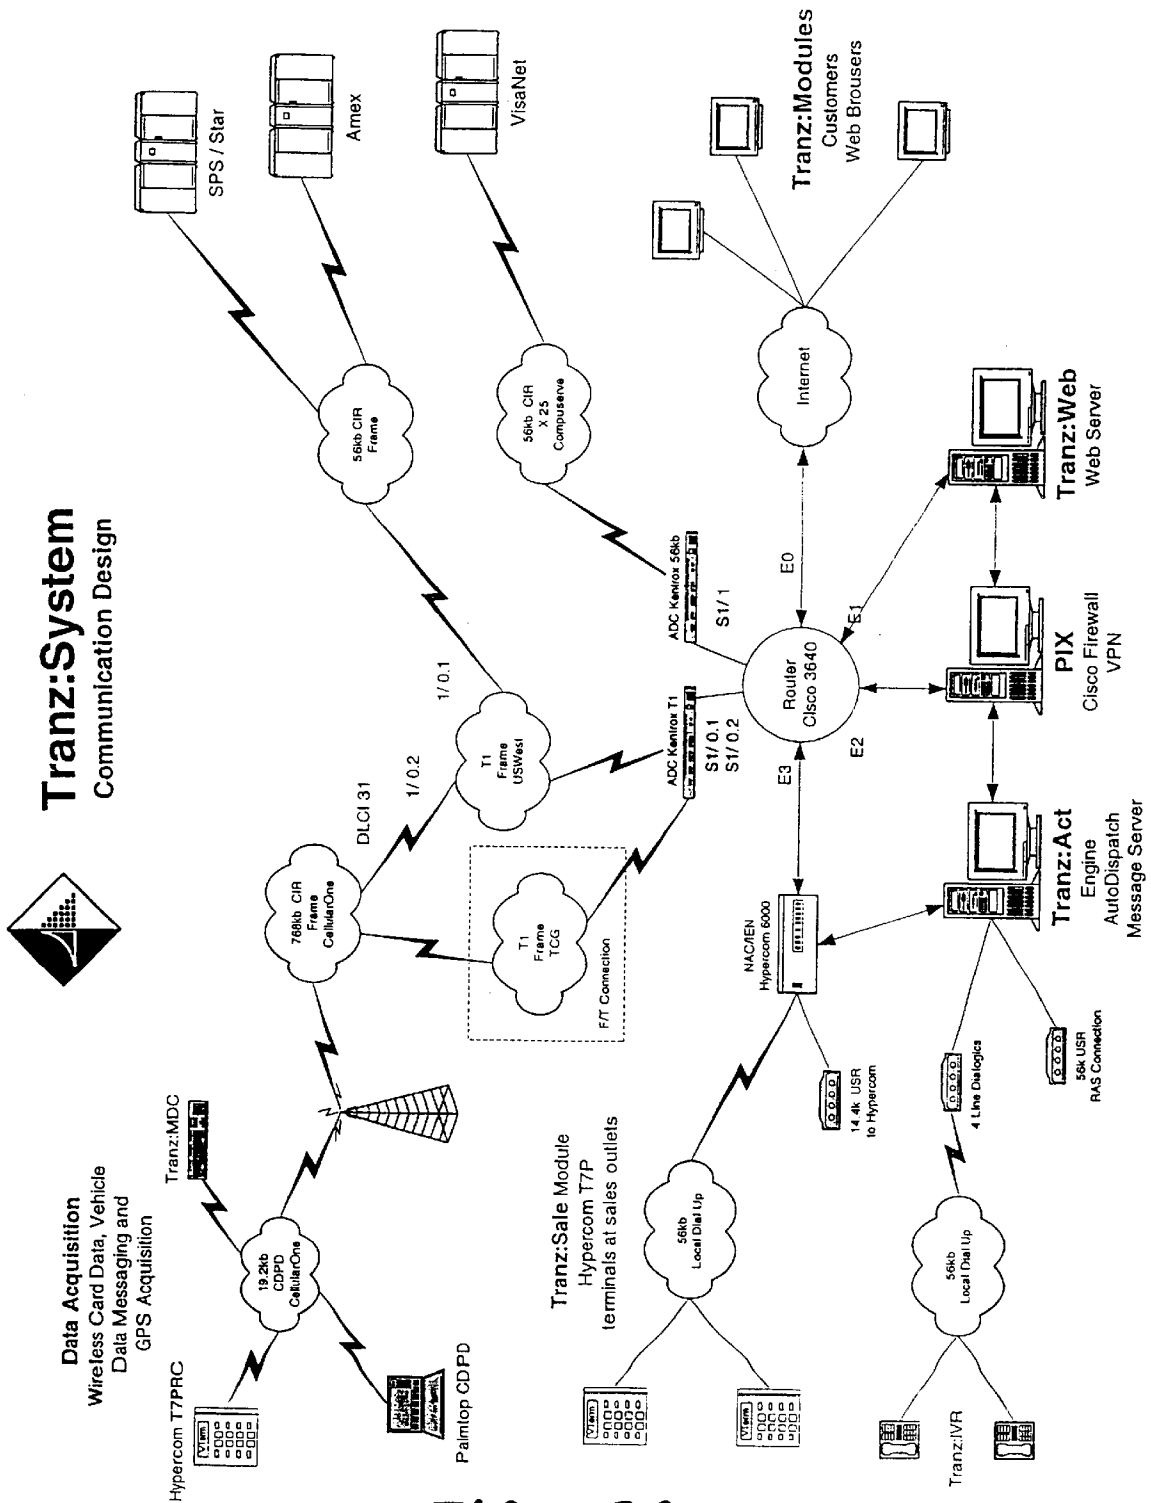 Tranz:System
Communication Design
Data Acquisition
Wireless Card Data, Vehicle
Data Messaging and
GPS Acquisition
Hypercom T7PRC
Tranz:MDC
Palmtop CDPD
19.2kb
CDPD
CellularOne
768kb CIR
Frame
CellularOne
DLCI 31
1/ 0.2
1/ 0.1
T1
Frame
USWest
T1
Frame
TCG
F/T Connection
56kb CIR
Frame
SPS / Star
Amex
VisaNet
56kb CIR
X 25
Compuserve
ADC Kentrox T1
S1/ 0.1
S1/ 0.2
ADC Kentrox 56kb
S1/ 1
Router
Cisco 3640
E0
E1
E2
E3
Internet
Tranz:Modules
Customers
Web Brousers
Tranz:Sale Module
Hypercom T7P
terminals at sales outlets
VTerm
VTerm
VTerm
56kb
Local Dial Up
NAC/IEN
Hypercom 6000
14.4k USR
to Hypercom
Tranz:Act
Engine
AutoDispatch
Message Server
PIX
Cisco Firewall
VPN
Tranz:Web
Web Server
4 Line Dialogics
56k USR
RAS Connection
56kb
Local Dial Up
Tranz:IVR